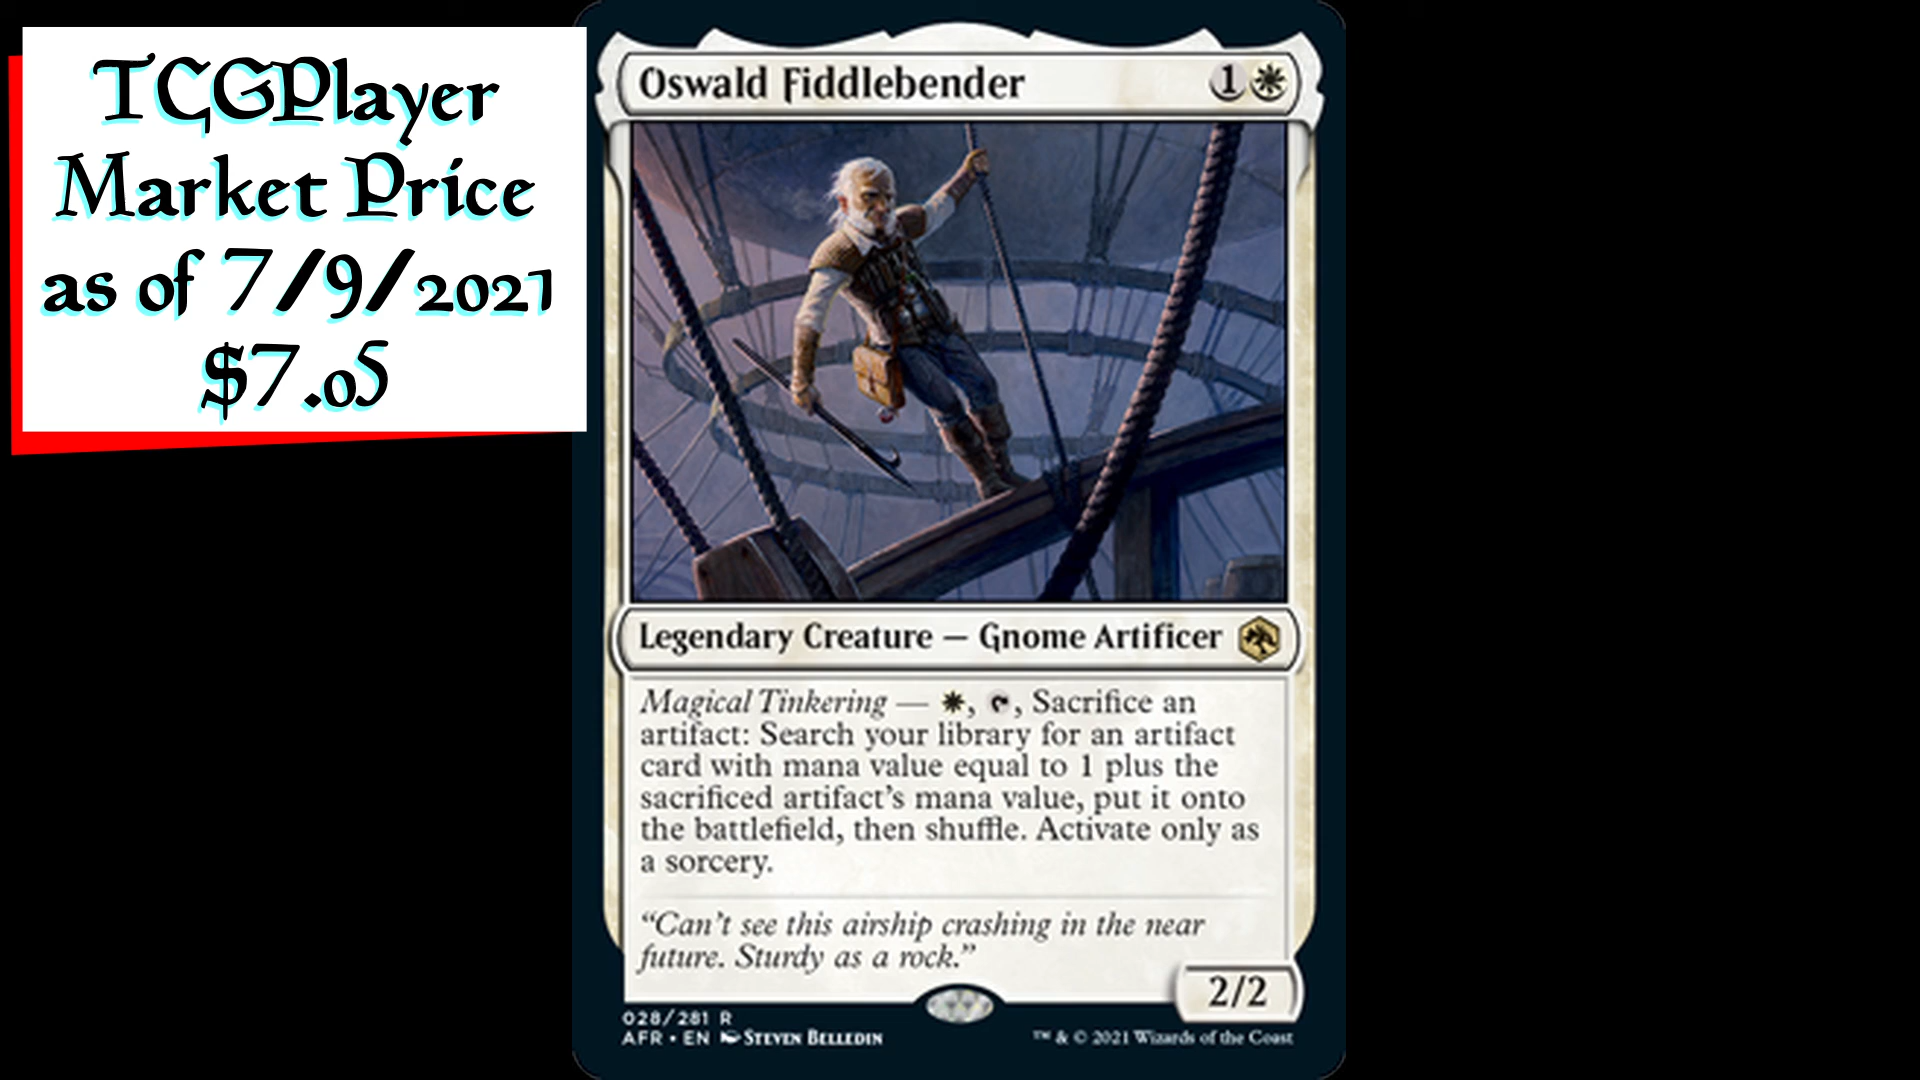 TCGPlayer
Market Price
as of 7/9/2021
$7.05
Oswald Fiddlebender
1
Legendary Creature — Gnome Artificer
Magical Tinkering — , , Sacrifice an
artifact: Search your library for an artifact
card with mana value equal to 1 plus the
sacrificed artifact's mana value, put it onto
the battlefield, then shuffle. Activate only as
a sorcery.
"Can't see this airship crashing in the near
future. Sturdy as a rock."
2/2
028/281 R
AFR • EN Steven Belledin
™ & © 2021 Wizards of the Coast